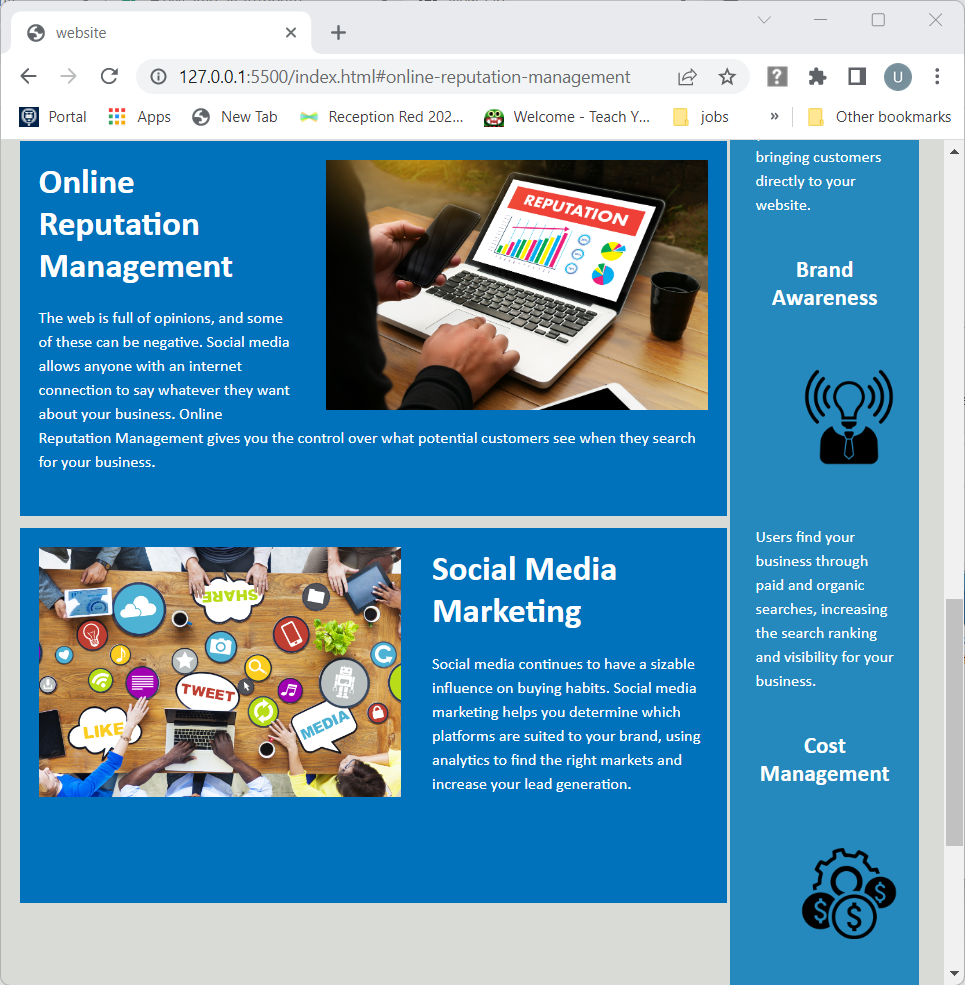 website
127.0.0.1:5500/index.html#online-reputation-management
U
Portal
Apps
New Tab
Reception Red 202...
Welcome - Teach Y...
jobs
»
Other bookmarks
Online
Reputation
Management
The web is full of opinions, and some
of these can be negative. Social media
allows anyone with an internet
connection to say whatever they want
about your business. Online
Reputation Management gives you the control over what potential customers see when they search
for your business.
REPUTATION
SHARE
TWEET
LIKE
MEDIA
Social Media
Marketing
Social media continues to have a sizable
influence on buying habits. Social media
marketing helps you determine which
platforms are suited to your brand, using
analytics to find the right markets and
increase your lead generation.
bringing customers
directly to your
website.
Brand
Awareness
Users find your
business through
paid and organic
searches, increasing
the search ranking
and visibility for your
business.
Cost
Management
$
$
$